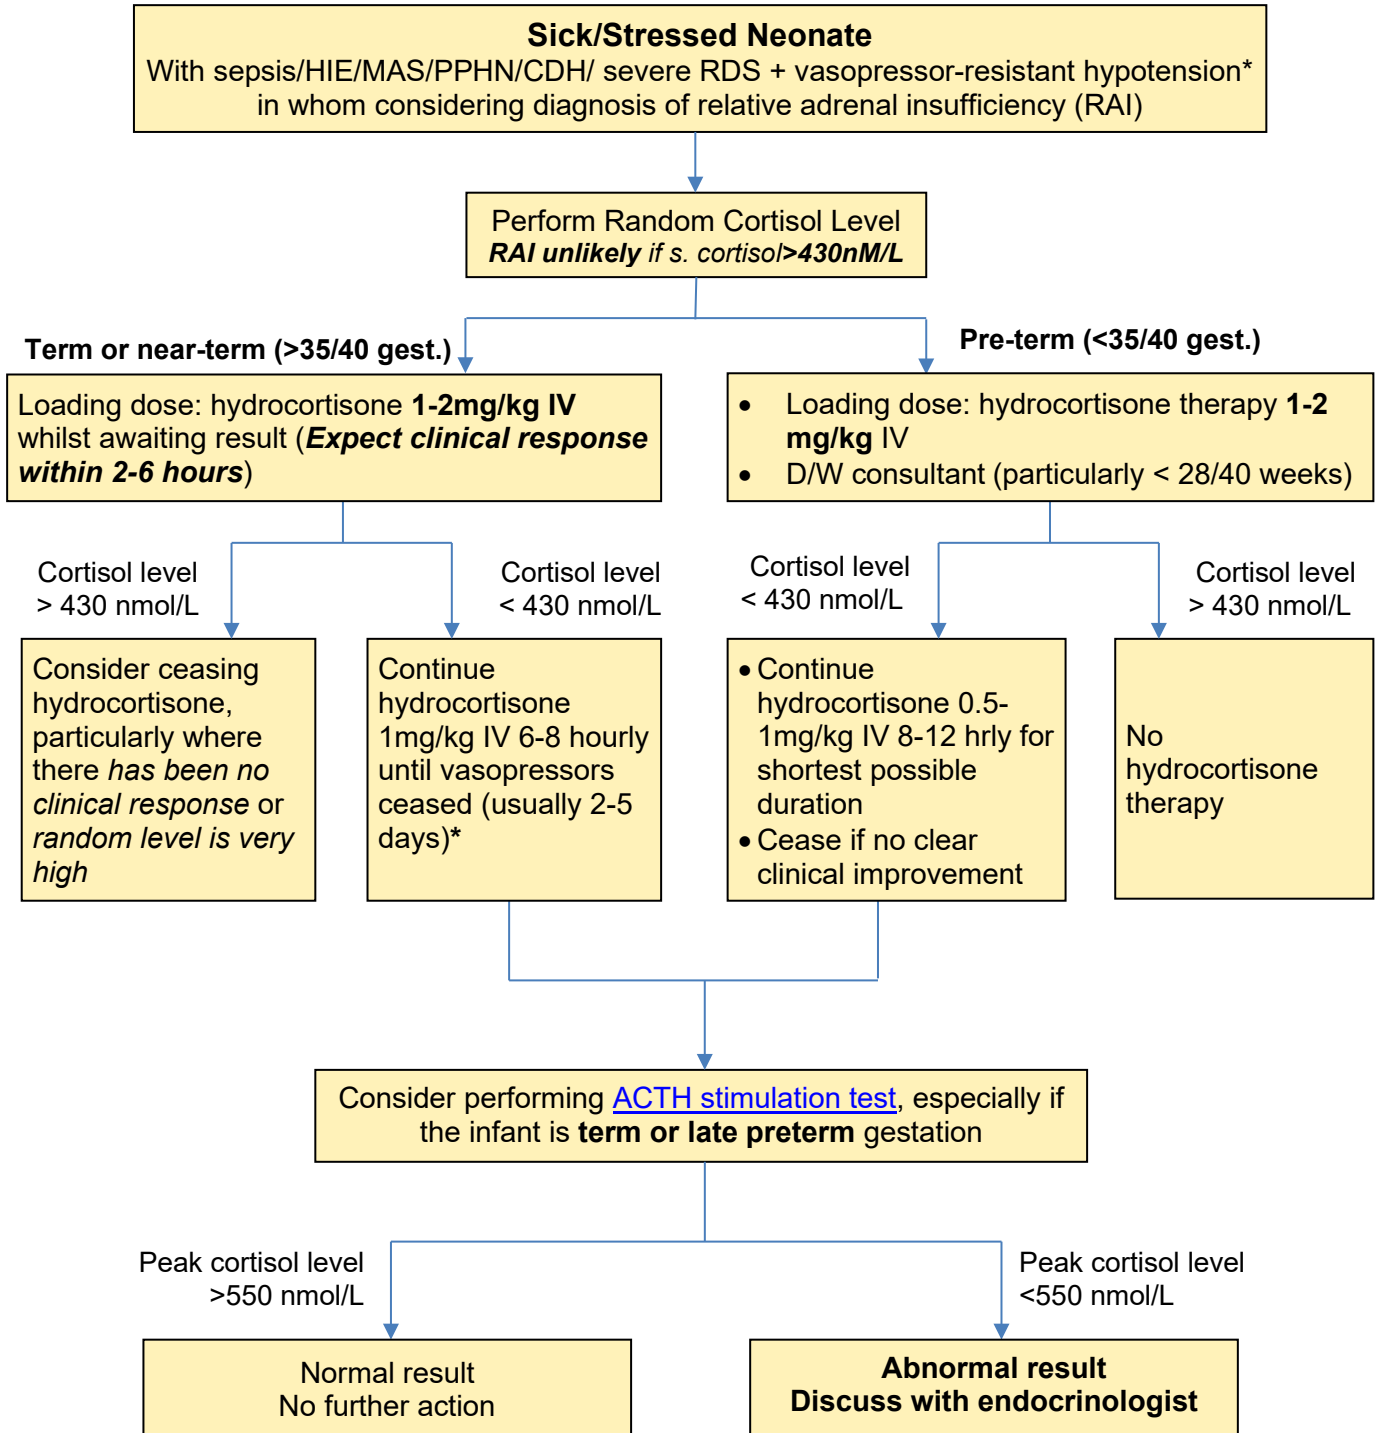 Sick/Stressed Neonate
With sepsis/HIE/MAS/PPHN/CDH/ severe RDS + vasopressor-resistant hypotension*
in whom considering diagnosis of relative adrenal insufficiency (RAI)
Perform Random Cortisol Level
RAI unlikely if s. cortisol>430nM/L
Term or near-term (>35/40 gest.)
Pre-term (<35/40 gest.)
Loading dose: hydrocortisone 1-2mg/kg IV
whilst awaiting result (Expect clinical response
within 2-6 hours)
• Loading dose: hydrocortisone therapy 1-2
mg/kg IV
• D/W consultant (particularly < 28/40 weeks)
Cortisol level
> 430 nmol/L
Cortisol level
< 430 nmol/L
Cortisol level
< 430 nmol/L
Cortisol level
> 430 nmol/L
Consider ceasing
hydrocortisone,
particularly where
there has been no
clinical response or
random level is very
high
Continue
hydrocortisone
1mg/kg IV 6-8 hourly
until vasopressors
ceased (usually 2-5
days)*
• Continue
hydrocortisone 0.5-
1mg/kg IV 8-12 hrly for
shortest possible
duration
• Cease if no clear
clinical improvement
No
hydrocortisone
therapy
Consider performing ACTH stimulation test, especially if
the infant is term or late preterm gestation
Peak cortisol level
>550 nmol/L
Peak cortisol level
<550 nmol/L
Normal result
No further action
Abnormal result
Discuss with endocrinologist